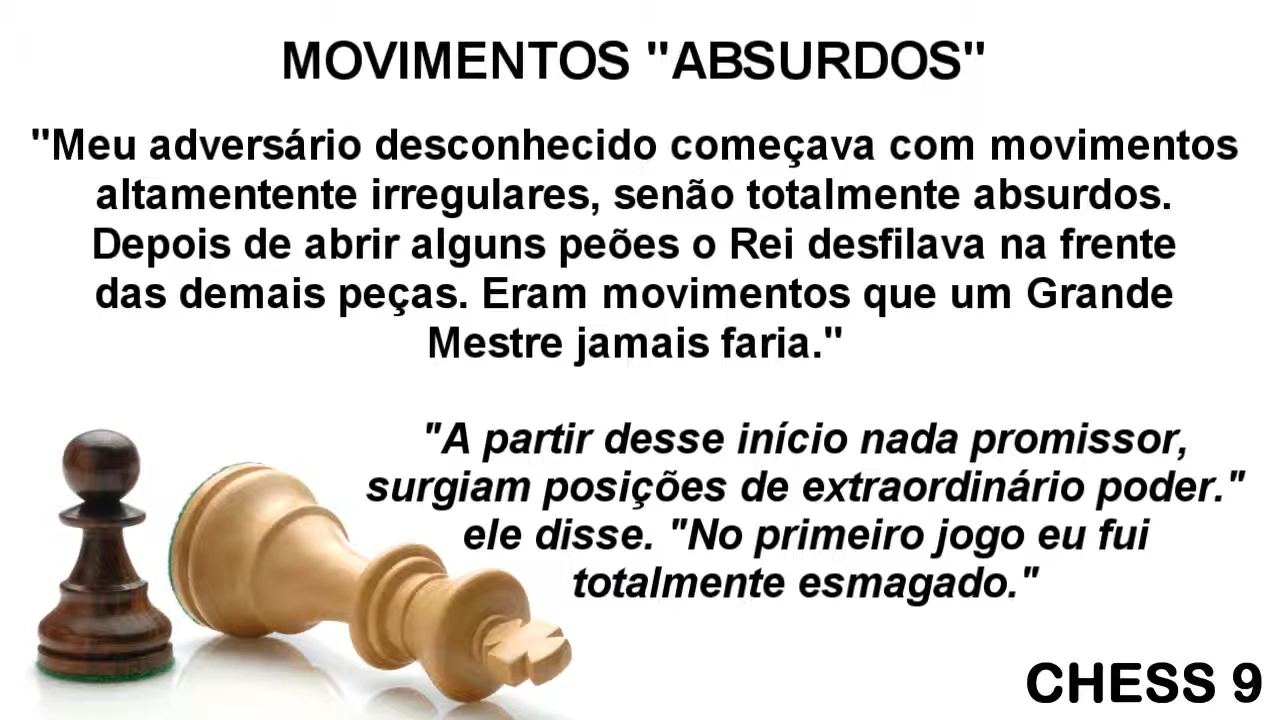 MOVIMENTOS "ABSURDOS"
"Meu adversário desconhecido começava com movimentos
altamentente irregulares, senão totalmente absurdos.
Depois de abrir alguns peões o Rei desfilava na frente
das demais peças. Eram movimentos que um Grande
Mestre jamais faria."
"A partir desse início nada promissor,
surgiam posições de extraordinário poder."
ele disse. "No primeiro jogo eu fui
totalmente esmagado."
CHESS 9